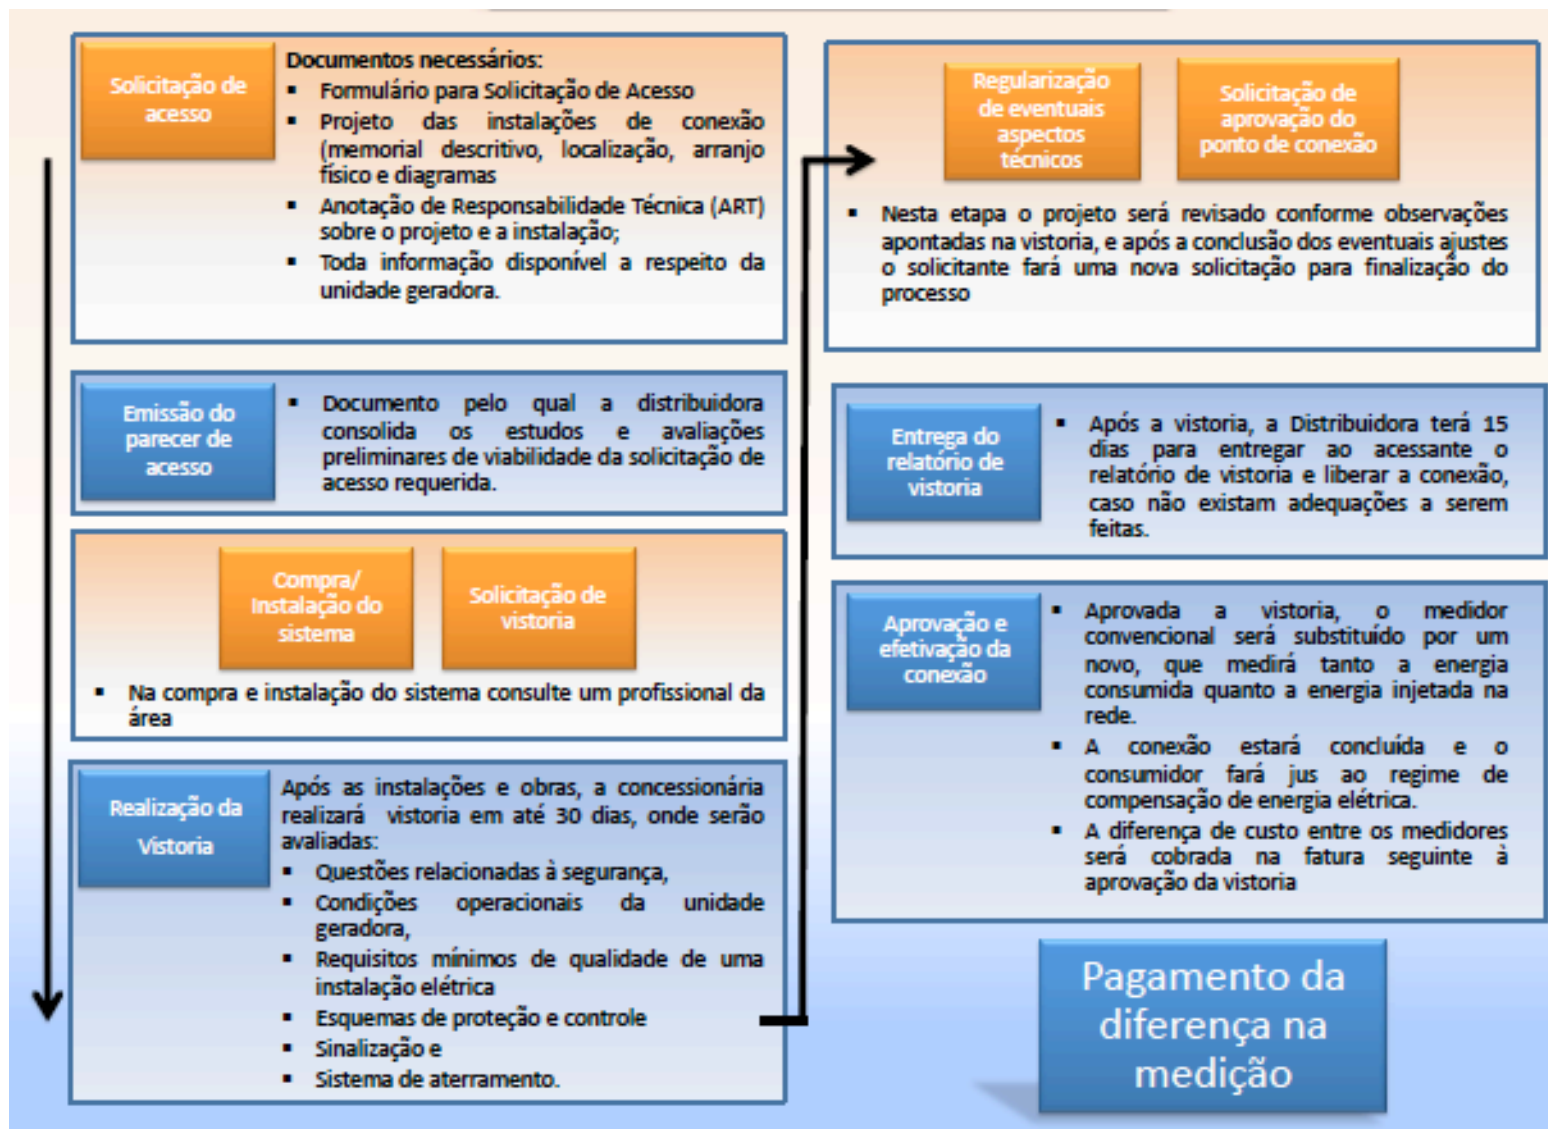 Solicitação de
acesso
Documentos necessários:
▪ Formulário para Solicitação de Acesso
▪ Projeto das instalações de conexão
(memorial descritivo, localização, arranjo
físico e diagramas
▪ Anotação de Responsabilidade Técnica (ART)
sobre o projeto e a instalação;
▪ Toda informação disponível a respeito da
unidade geradora.
Emissão do
parecer de
acesso
▪ Documento pelo qual a distribuidora
consolida os estudos e avaliações
preliminares de viabilidade da solicitação de
acesso requerida.
Compra/
Instalação do
sistema
Solicitação de
vistoria
▪ Na compra e instalação do sistema consulte um profissional da
área
Realização da
Vistoria
Após as instalações e obras, a concessionária
realizará vistoria em até 30 dias, onde serão
avaliadas:
▪ Questões relacionadas à segurança,
▪ Condições operacionais da unidade
geradora,
▪ Requisitos mínimos de qualidade de uma
instalação elétrica
▪ Esquemas de proteção e controle
▪ Sinalização e
▪ Sistema de aterramento.
Regularização
de eventuais
aspectos
técnicos
Solicitação de
aprovação do
ponto de conexão
▪ Nesta etapa o projeto será revisado conforme observações
apontadas na vistoria, e após a conclusão dos eventuais ajustes
o solicitante fará uma nova solicitação para finalização do
processo
Entrega do
relatório de
vistoria
▪ Após a vistoria, a Distribuidora terá 15
dias para entregar ao acessante o
relatório de vistoria e liberar a conexão,
caso não existam adequações a serem
feitas.
Aprovação e
efetivação da
conexão
▪ Aprovada a vistoria, o medidor
convencional será substituído por um
novo, que medirá tanto a energia
consumida quanto a energia injetada na
rede.
▪ A conexão estará concluída e o
consumidor fará jus ao regime de
compensação de energia elétrica.
▪ A diferença de custo entre os medidores
será cobrada na fatura seguinte à
aprovação da vistoria
Pagamento da
diferença na
medição